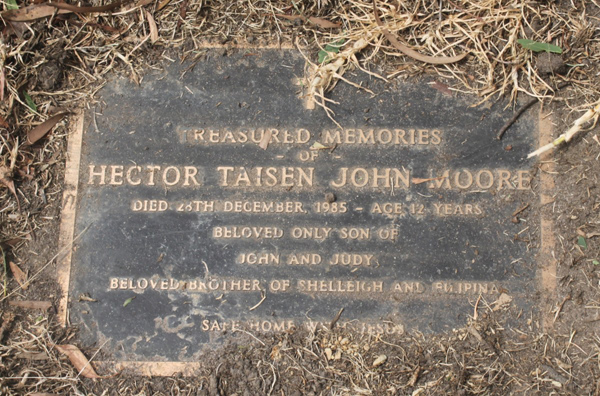 TREASURED MEMORIES
- OF -
HECTOR TAISEN JOHN MOORE
DIED 28TH DECEMBER, 1985 - AGE 12 YEARS
BELOVED ONLY SON OF
JOHN AND JUDY,
BELOVED BROTHER OF SHELLEIGH AND FILIPINA
SAFE HOME WITH JESUS